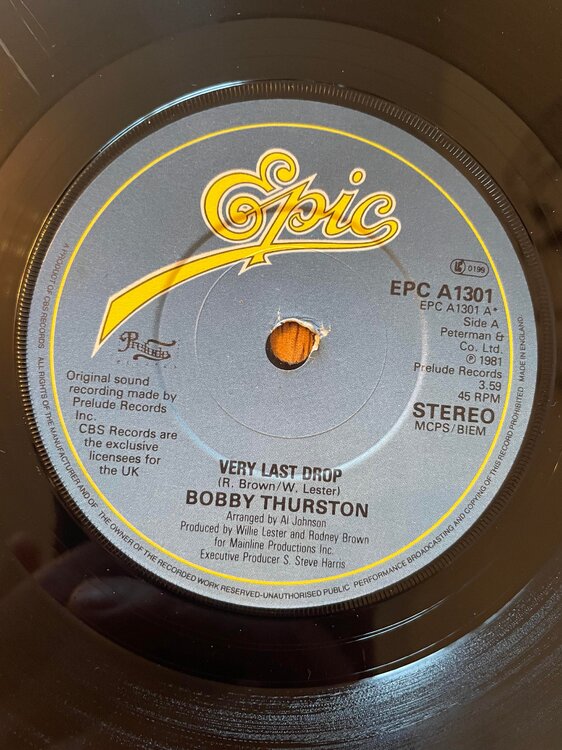 Epic
LC 0199
EPC A1301
EPC A1301 A*
Side A
Peterman &
Co. Ltd.
℗ 1981
Prelude Records
3.59
45 RPM
STEREO
MCPS/BIEM
Prelude
RECORDS
Original sound
recording made by
Prelude Records
Inc.
CBS Records are
the exclusive
licensees for
the UK
VERY LAST DROP
(R. Brown/W. Lester)
BOBBY THURSTON
Arranged by Al Johnson
Produced by Willie Lester and Rodney Brown
for Mainline Productions Inc.
Executive Producer S. Steve Harris
A PRODUCT OF CBS RECORDS ALL RIGHTS OF THE MANUFACTURER AND OF THE OWNER OF THE RECORDED WORK RESERVED-UNAUTHORISED PUBLIC PERFORMANCE BROADCASTING AND COPYING OF THIS RECORD PROHIBITED MADE IN ENGLAND